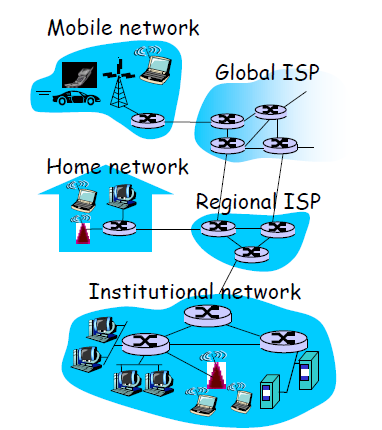 Mobile network
Global ISP
Home network
Regional ISP
Institutional network